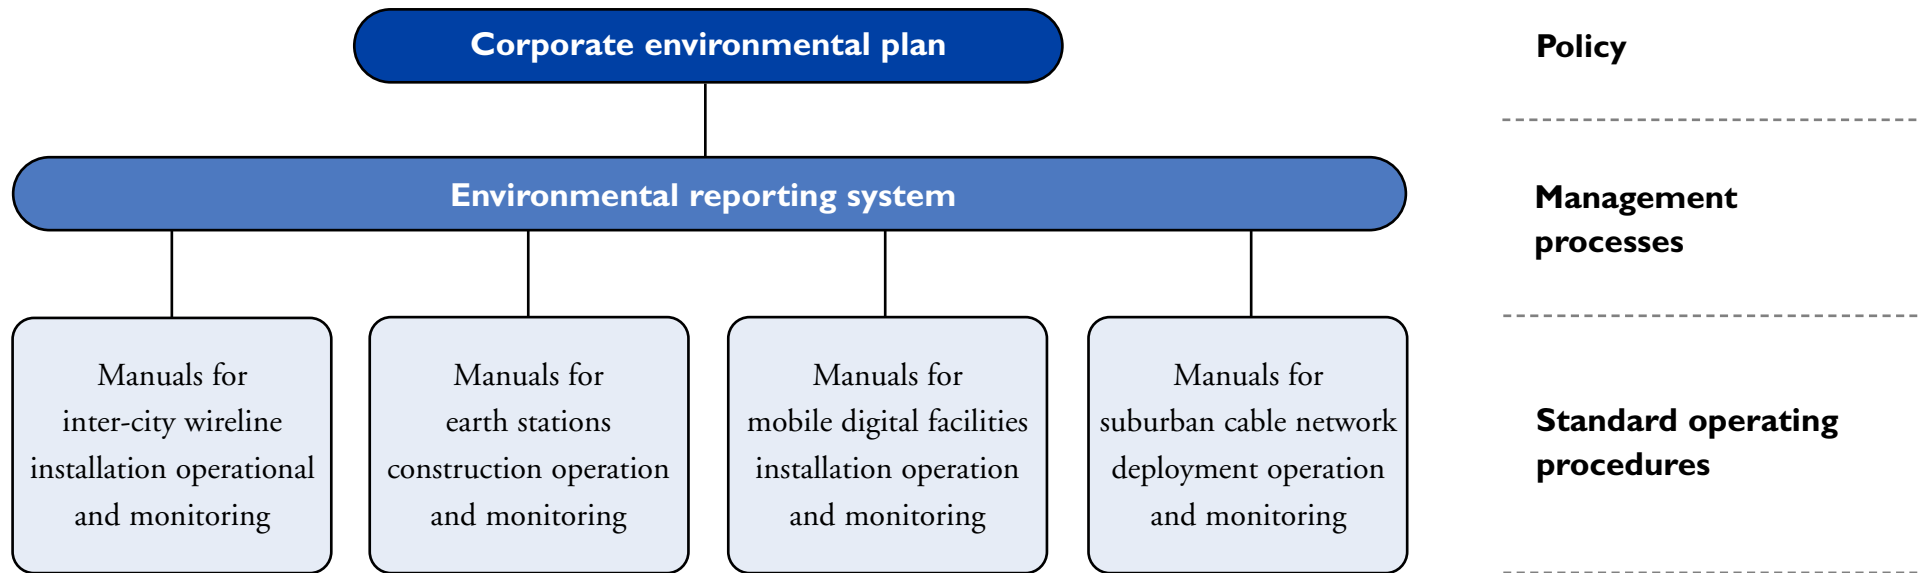 Corporate environmental plan
Policy
Environmental reporting system
Management
processes
Manuals for
inter-city wireline
installation operational
and monitoring
Manuals for
earth stations
construction operation
and monitoring
Manuals for
mobile digital facilities
installation operation
and monitoring
Manuals for
suburban cable network
deployment operation
and monitoring
Standard operating
procedures